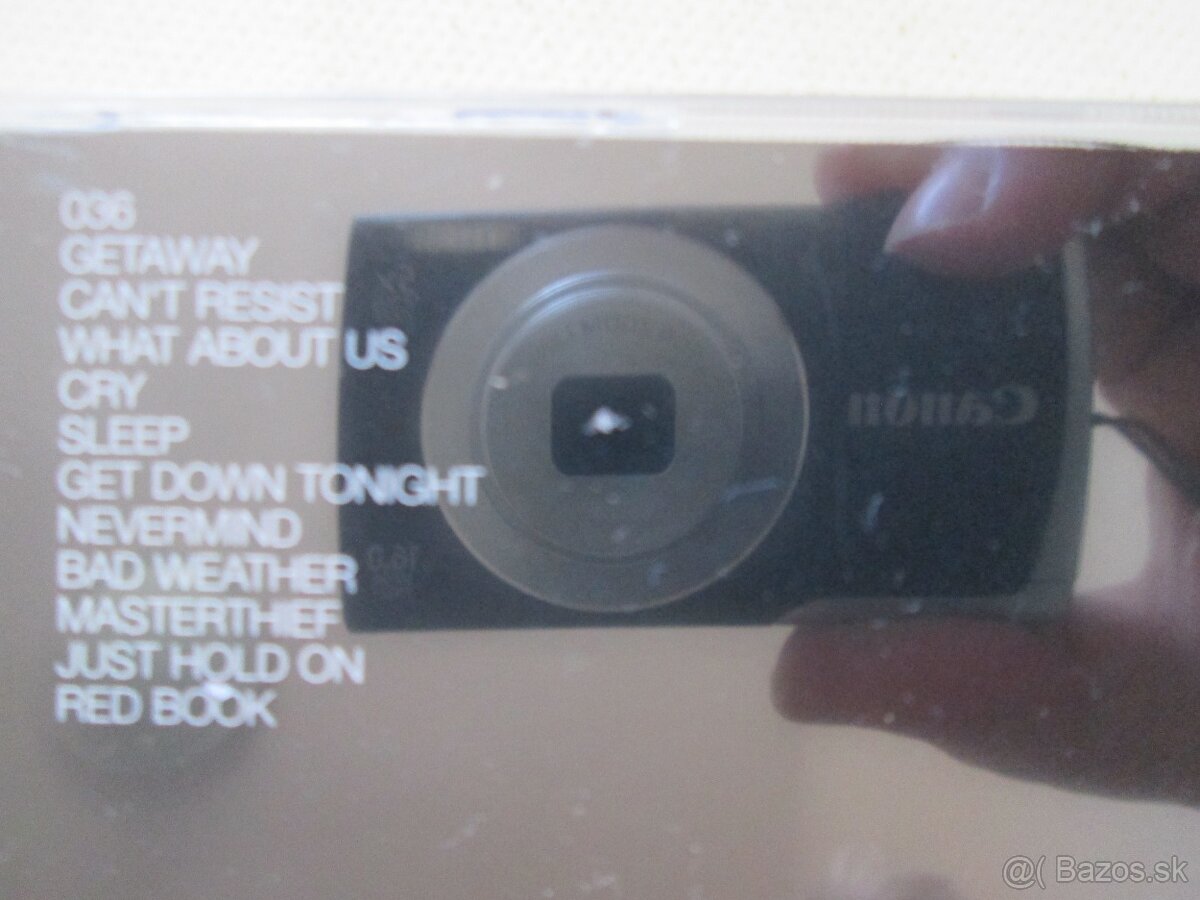 036
GETAWAY
CAN'T RESIST
WHAT ABOUT US
CRY
SLEEP
GET DOWN TONIGHT
NEVERMIND
BAD WEATHER
MASTERTHIEF
JUST HOLD ON
RED BOOK
Canon
@( Bazos.sk